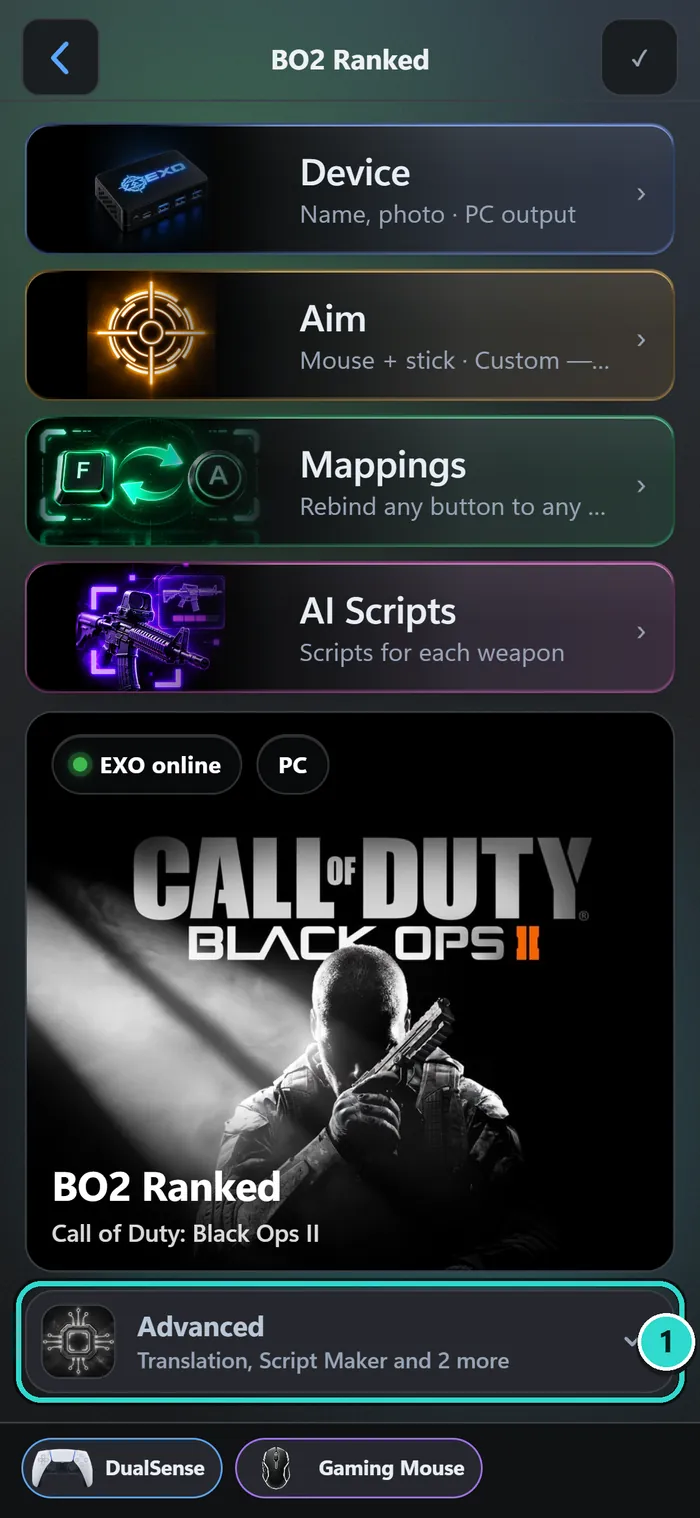 BO2 Ranked
EXO
Device
Name, photo · PC output
Aim
Mouse + stick · Custom —...
F
A
Mappings
Rebind any button to any ...
AI Scripts
Scripts for each weapon
EXO online
PC
CALL OF DUTY®
BLACK OPS II
BO2 Ranked
Call of Duty: Black Ops II
Advanced
Translation, Script Maker and 2 more
1
DualSense
Gaming Mouse